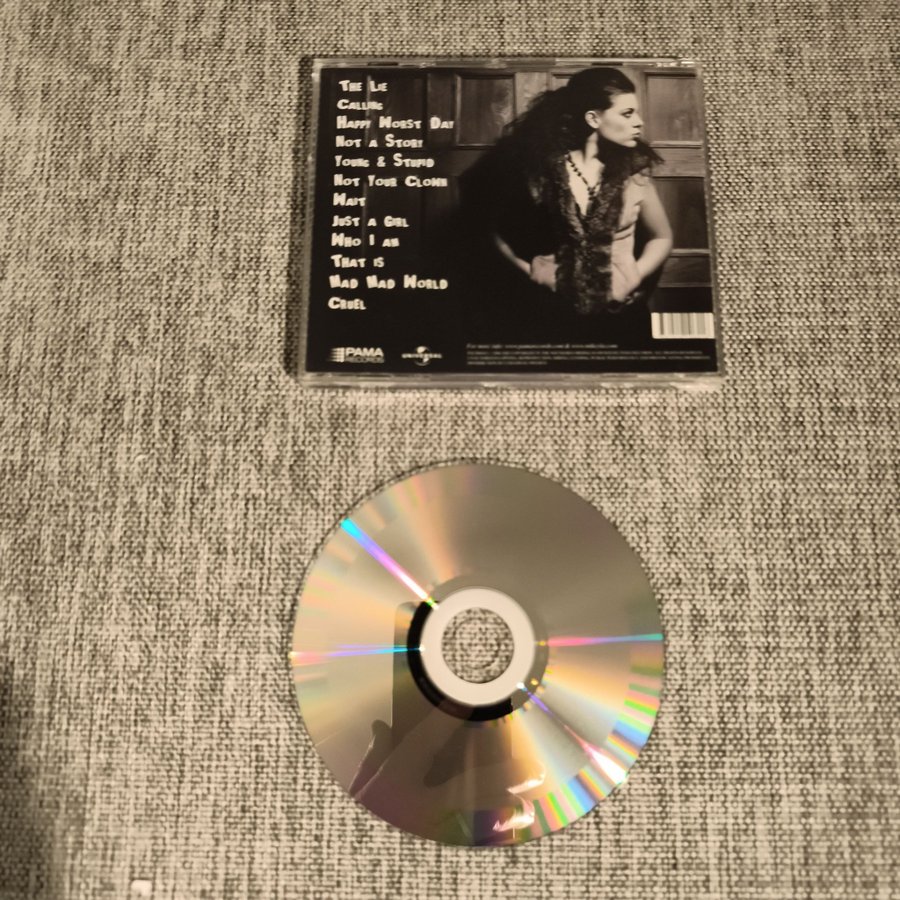 The Lie
Calling
Happy Worst Day
Not a Story
Young & Stupid
Not Your Clown
Wait
Just a Girl
Who I am
That is
Mad Mad World
Cruel
PAMA
RECORDS
UNIVERSAL